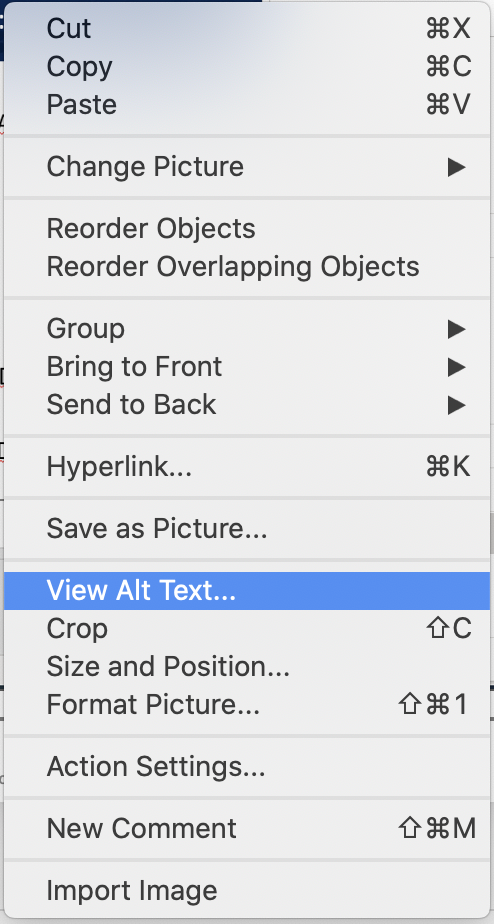 Cut ⌘X
Copy ⌘C
Paste ⌘V
Change Picture ▶
Reorder Objects
Reorder Overlapping Objects
Group ▶
Bring to Front ▶
Send to Back ▶
Hyperlink... ⌘K
Save as Picture...
View Alt Text...
Crop ⇧C
Size and Position...
Format Picture... ⇧⌘1
Action Settings...
New Comment ⇧⌘M
Import Image